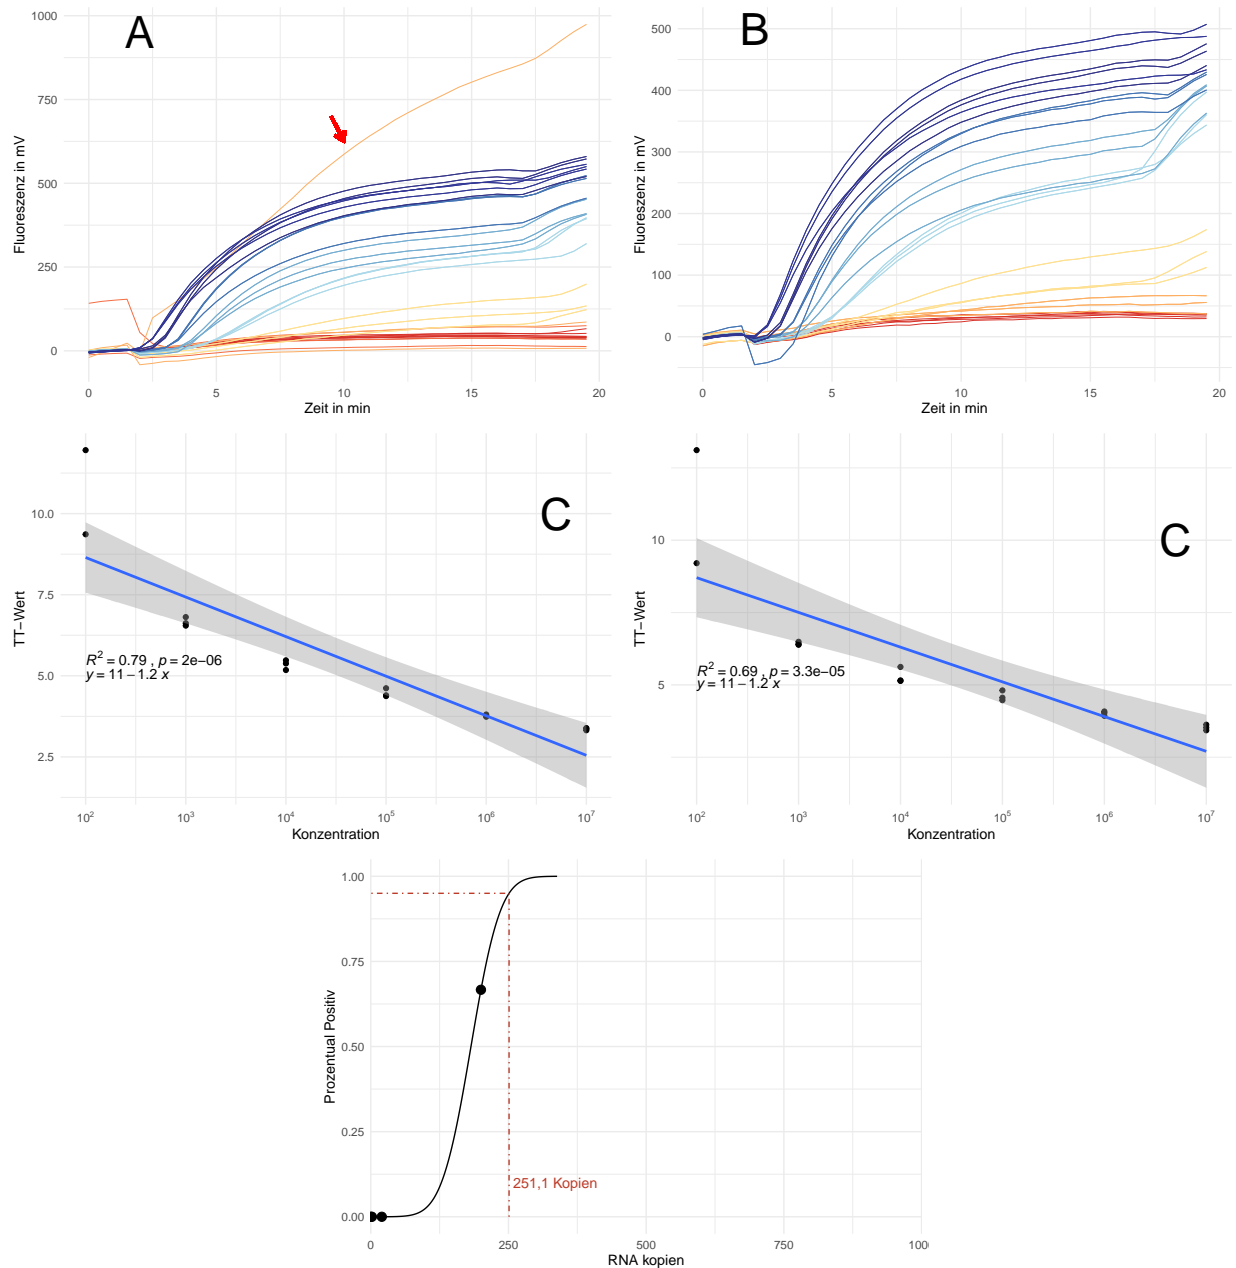 A
1000
750
500
250
0
Fluoreszenz in mV
0 5 10 15 20
Zeit in min
B
500
400
300
200
100
0
Fluoreszenz in mV
0 5 10 15 20
Zeit in min
C
10.0
7.5
5.0
2.5
TT−Wert
R² = 0.79 , p = 2e−06
y = 11 − 1.2 x
10² 10³ 10⁴ 10⁵ 10⁶ 10⁷
Konzentration
C
10
5
TT−Wert
R² = 0.69 , p = 3.3e−05
y = 11 − 1.2 x
10² 10³ 10⁴ 10⁵ 10⁶ 10⁷
Konzentration
1.00
0.75
0.50
0.25
0.00
Prozentual Positiv
251,1 Kopien
0 250 500 750 100
RNA kopien